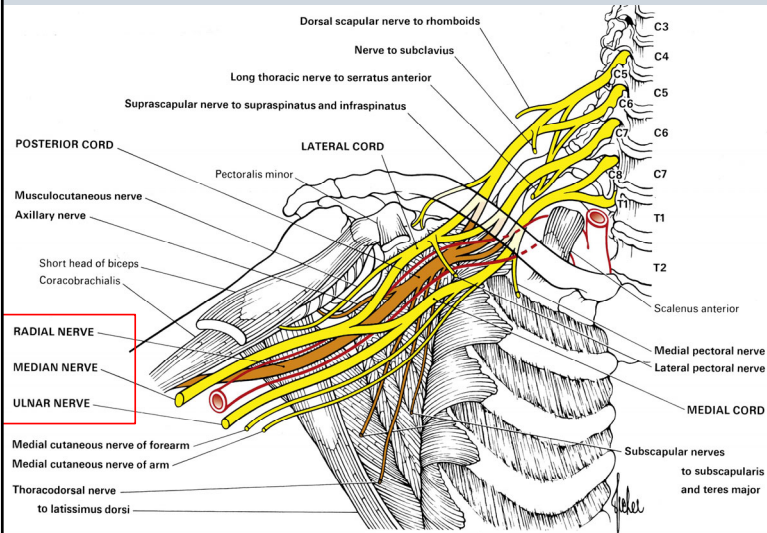 Dorsal scapular nerve to rhomboids
Nerve to subclavius
Long thoracic nerve to serratus anterior
Suprascapular nerve to supraspinatus and infraspinatus
POSTERIOR CORD
LATERAL CORD
Pectoralis minor
Musculocutaneous nerve
Axillary nerve
Short head of biceps
Coracobrachialis
RADIAL NERVE
MEDIAN NERVE
ULNAR NERVE
Medial cutaneous nerve of forearm
Medial cutaneous nerve of arm
Thoracodorsal nerve
to latissimus dorsi
C5
C6
C7
C8
T1
C3
C4
C5
C6
C7
T1
T2
Scalenus anterior
Medial pectoral nerve
Lateral pectoral nerve
MEDIAL CORD
Subscapular nerves
to subscapularis
and teres major